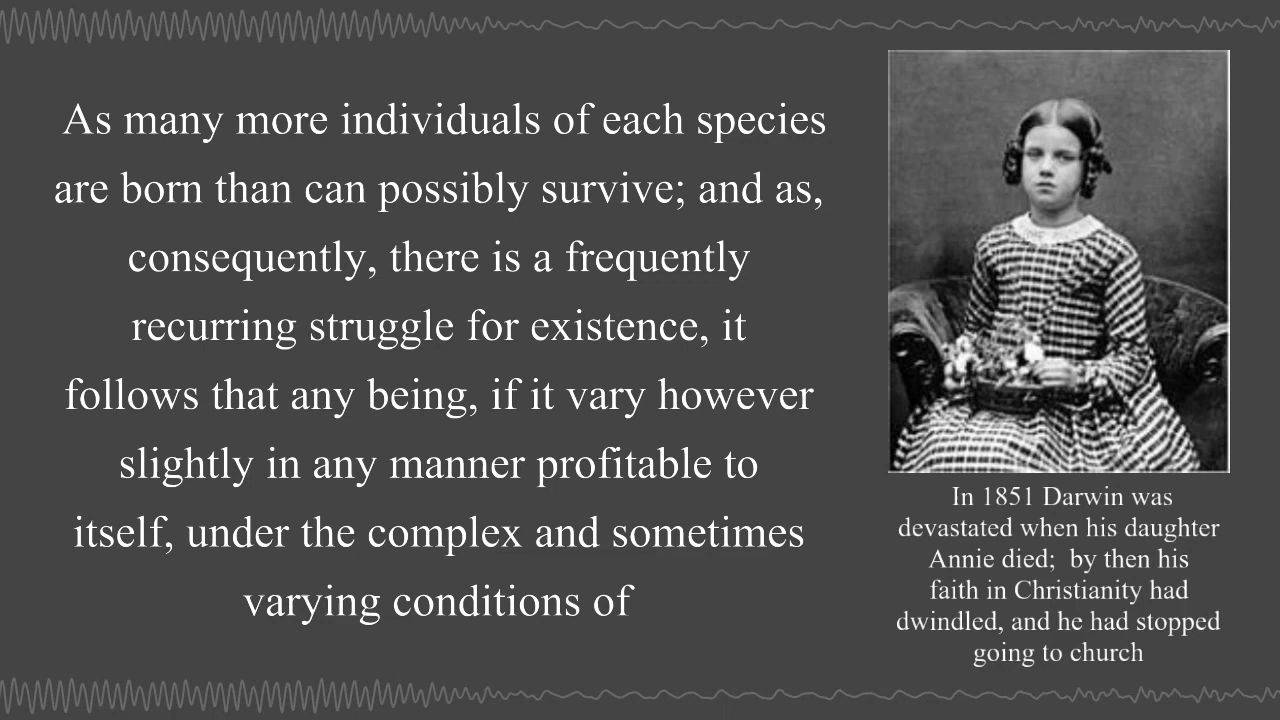 As many more individuals of each species
are born than can possibly survive; and as,
consequently, there is a frequently
recurring struggle for existence, it
follows that any being, if it vary however
slightly in any manner profitable to
itself, under the complex and sometimes
varying conditions of
In 1851 Darwin was
devastated when his daughter
Annie died;  by then his
faith in Christianity had
dwindled, and he had stopped
going to church